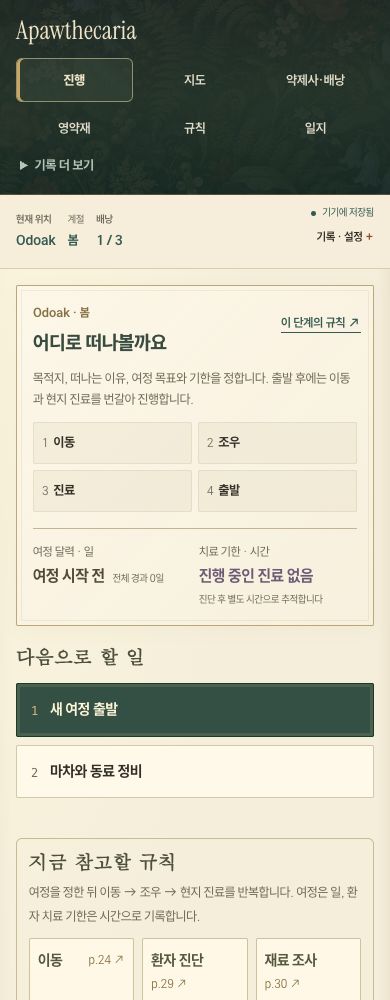 Apawthecaria
진행 지도 약제사·배낭
영약재 규칙 일지
▶ 기록 더 보기
현재 위치 계절 배낭
Odoak 봄 1 / 3
● 기기에 저장됨
기록 · 설정 +
Odoak · 봄
어디로 떠나볼까요
이 단계의 규칙 ↗
목적지, 떠나는 이유, 여정 목표와 기한을 정합니다. 출발 후에는 이동
과 현지 진료를 번갈아 진행합니다.
1 이동 2 조우
3 진료 4 출발
여정 달력 · 일 치료 기한 · 시간
여정 시작 전 전체 경과 0일 진행 중인 진료 없음
진단 후 별도 시간으로 추적합니다
다음으로 할 일
1 새 여정 출발
2 마차와 동료 정비
지금 참고할 규칙
여정을 정한 뒤 이동 → 조우 → 현지 진료를 반복합니다. 여정은 일, 환
자 치료 기한은 시간으로 기록합니다.
이동 p.24 ↗ 환자 진단 재료 조사
p.29 ↗ p.30 ↗